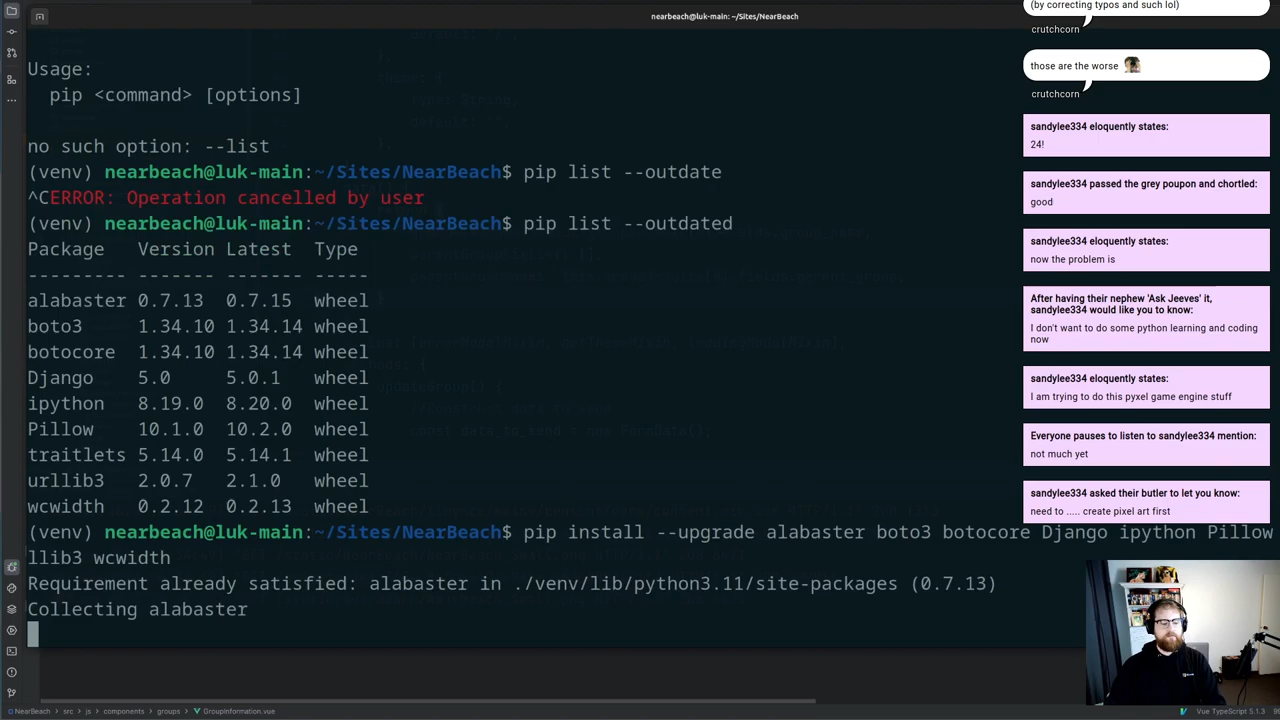 nearbeach@luk-main: ~/Sites/NearBeach
Usage:
pip <command> [options]
no such option: --list
(venv) nearbeach@luk-main:~/Sites/NearBeach$ pip list --outdate
^CERROR: Operation cancelled by user
(venv) nearbeach@luk-main:~/Sites/NearBeach$ pip list --outdated
Package Version Latest Type
--------- ------- ------- -----
alabaster 0.7.13 0.7.15 wheel
boto3 1.34.10 1.34.14 wheel
botocore 1.34.10 1.34.14 wheel
Django 5.0 5.0.1 wheel
ipython 8.19.0 8.20.0 wheel
Pillow 10.1.0 10.2.0 wheel
traitlets 5.14.0 5.14.1 wheel
urllib3 2.0.7 2.1.0 wheel
wcwidth 0.2.12 0.2.13 wheel
(venv) nearbeach@luk-main:~/Sites/NearBeach$ pip install --upgrade alabaster boto3 botocore Django ipython Pillow
llib3 wcwidth
Requirement already satisfied: alabaster in ./venv/lib/python3.11/site-packages (0.7.13)
Collecting alabaster
(by correcting typos and such lol)
crutchcorn
those are the worse
crutchcorn
sandylee334 eloquently states:
24!
sandylee334 passed the grey poupon and chortled:
good
sandylee334 eloquently states:
now the problem is
After having their nephew 'Ask Jeeves' it,
sandylee334 would like you to know:
I don't want to do some python learning and coding
now
sandylee334 eloquently states:
I am trying to do this pyxel game engine stuff
Everyone pauses to listen to sandylee334 mention:
not much yet
sandylee334 asked their butler to let you know:
need to ..... create pixel art first
NearBeach > src > js > components > groups > GroupInformation.vue
Vue TypeScript 5.1.3